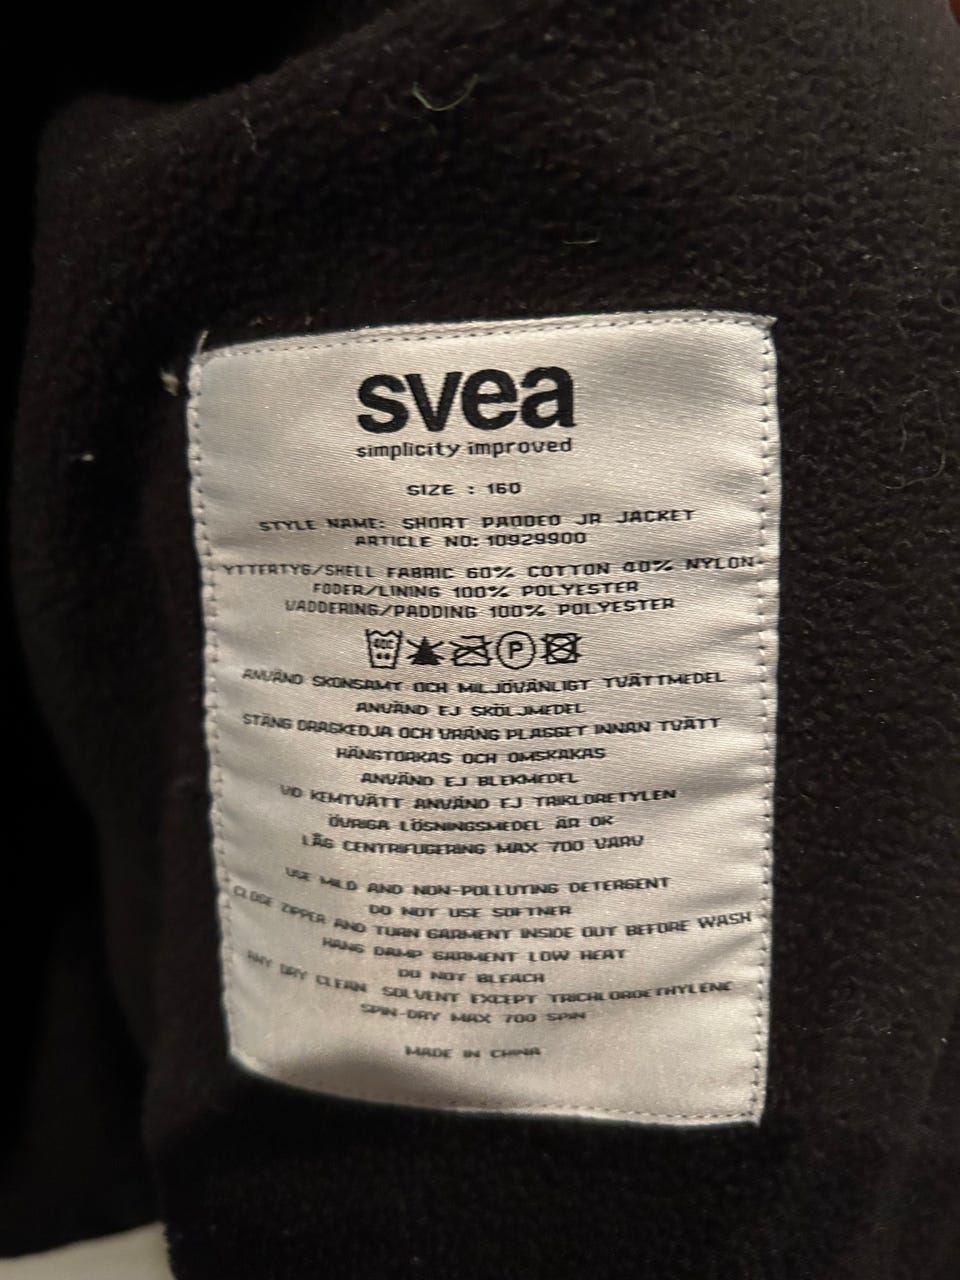 svea
simplicity improved
SIZE : 160
STYLE NAME: SHORT PADDED JR JACKET
ARTICLE NO: 10929900
YTTERTYG/SHELL FABRIC 60% COTTON 40% NYLON
FODER/LINING 100% POLYESTER
VADDERING/PADDING 100% POLYESTER
P
ANVÄND SKONSAMT OCH MILJÖVÄNLIGT TVÄTTMEDEL
ANVÄND EJ SKÖLJMEDEL
STÄNG DRAGKEDJA OCH VRÄNG PLAGGET INNAN TVÄTT
HÄNGTORKAS OCH OMSKAKAS
ANVÄND EJ BLEKMEDEL
VID KEMTVÄTT ANVÄND EJ TRIKLORETYLEN
ÖVRIGA LÖSNINGSMEDEL ÄR OK
LÅG CENTRIFUGERING MAX 700 VARV
USE MILD AND NON-POLLUTING DETERGENT
DO NOT USE SOFTNER
CLOSE ZIPPER AND TURN GARMENT INSIDE OUT BEFORE WASH
HANG DAMP GARMENT LOW HEAT
DO NOT BLEACH
ANY DRY CLEAN SOLVENT EXCEPT TRICHLOROETHYLENE
SPIN-DRY MAX 700 SPIN
MADE IN CHINA